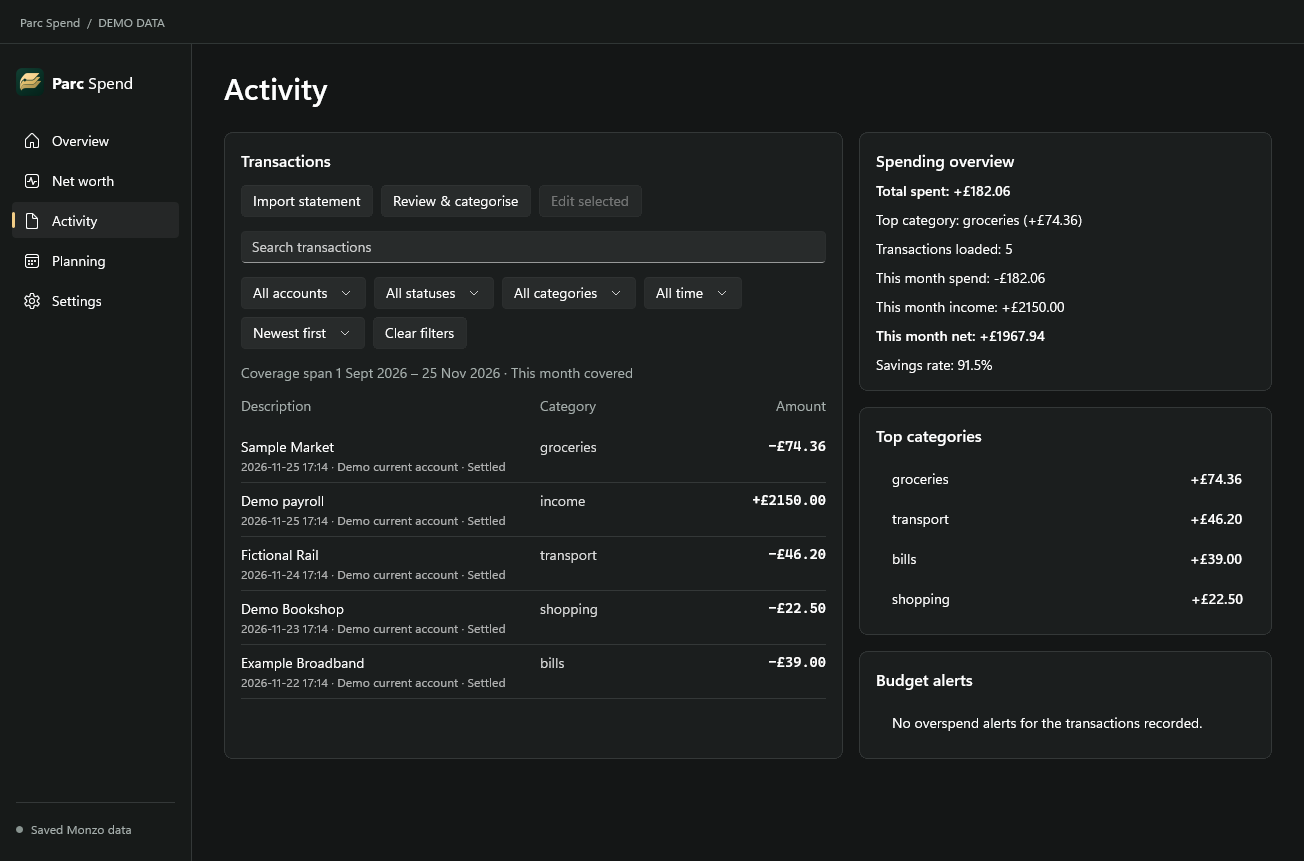 Parc Spend / DEMO DATA
Parc Spend
Overview
Net worth
Activity
Planning
Settings
Saved Monzo data
Activity
Transactions
Import statement Review & categorise Edit selected
Search transactions
All accounts All statuses All categories All time
Newest first Clear filters
Coverage span 1 Sept 2026 – 25 Nov 2026 · This month covered
Description Category Amount
Sample Market groceries −£74.36
2026-11-25 17:14 · Demo current account · Settled
Demo payroll income +£2150.00
2026-11-25 17:14 · Demo current account · Settled
Fictional Rail transport −£46.20
2026-11-24 17:14 · Demo current account · Settled
Demo Bookshop shopping −£22.50
2026-11-23 17:14 · Demo current account · Settled
Example Broadband bills −£39.00
2026-11-22 17:14 · Demo current account · Settled
Spending overview
Total spent: +£182.06
Top category: groceries (+£74.36)
Transactions loaded: 5
This month spend: -£182.06
This month income: +£2150.00
This month net: +£1967.94
Savings rate: 91.5%
Top categories
groceries +£74.36
transport +£46.20
bills +£39.00
shopping +£22.50
Budget alerts
No overspend alerts for the transactions recorded.